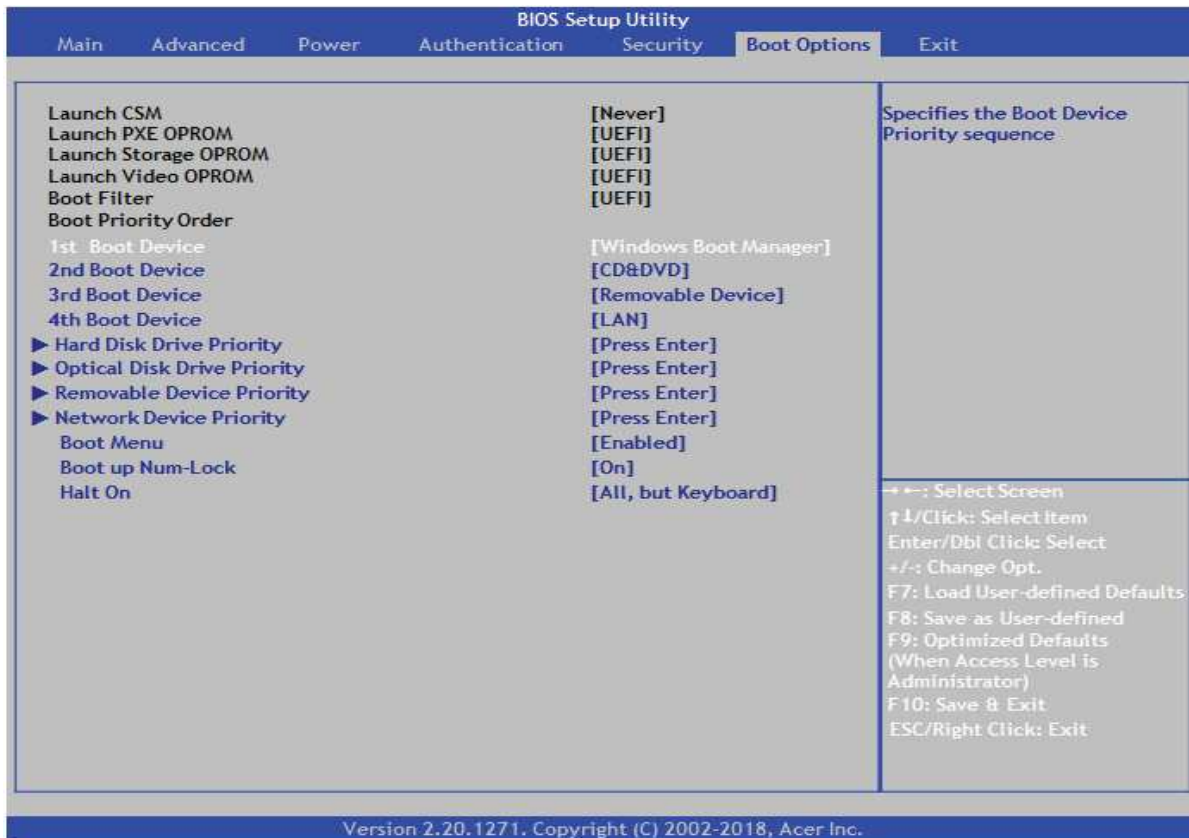 BIOS Setup Utility
Main Advanced Power Authentication Security Boot Options Exit
Launch CSM [Never]
Launch PXE OPROM [UEFI]
Launch Storage OPROM [UEFI]
Launch Video OPROM [UEFI]
Boot Filter [UEFI]
Boot Priority Order
1st Boot Device [Windows Boot Manager]
2nd Boot Device [CD&DVD]
3rd Boot Device [Removable Device]
4th Boot Device [LAN]
▶ Hard Disk Drive Priority [Press Enter]
▶ Optical Disk Drive Priority [Press Enter]
▶ Removable Device Priority [Press Enter]
▶ Network Device Priority [Press Enter]
Boot Menu [Enabled]
Boot up Num-Lock [On]
Halt On [All, but Keyboard]
Specifies the Boot Device
Priority sequence
→←: Select Screen
↑↓/Click: Select Item
Enter/Dbl Click: Select
+/-: Change Opt.
F7: Load User-defined Defaults
F8: Save as User-defined
F9: Optimized Defaults
(When Access Level is
Administrator)
F10: Save & Exit
ESC/Right Click: Exit
Version 2.20.1271. Copyright (C) 2002-2018, Acer Inc.